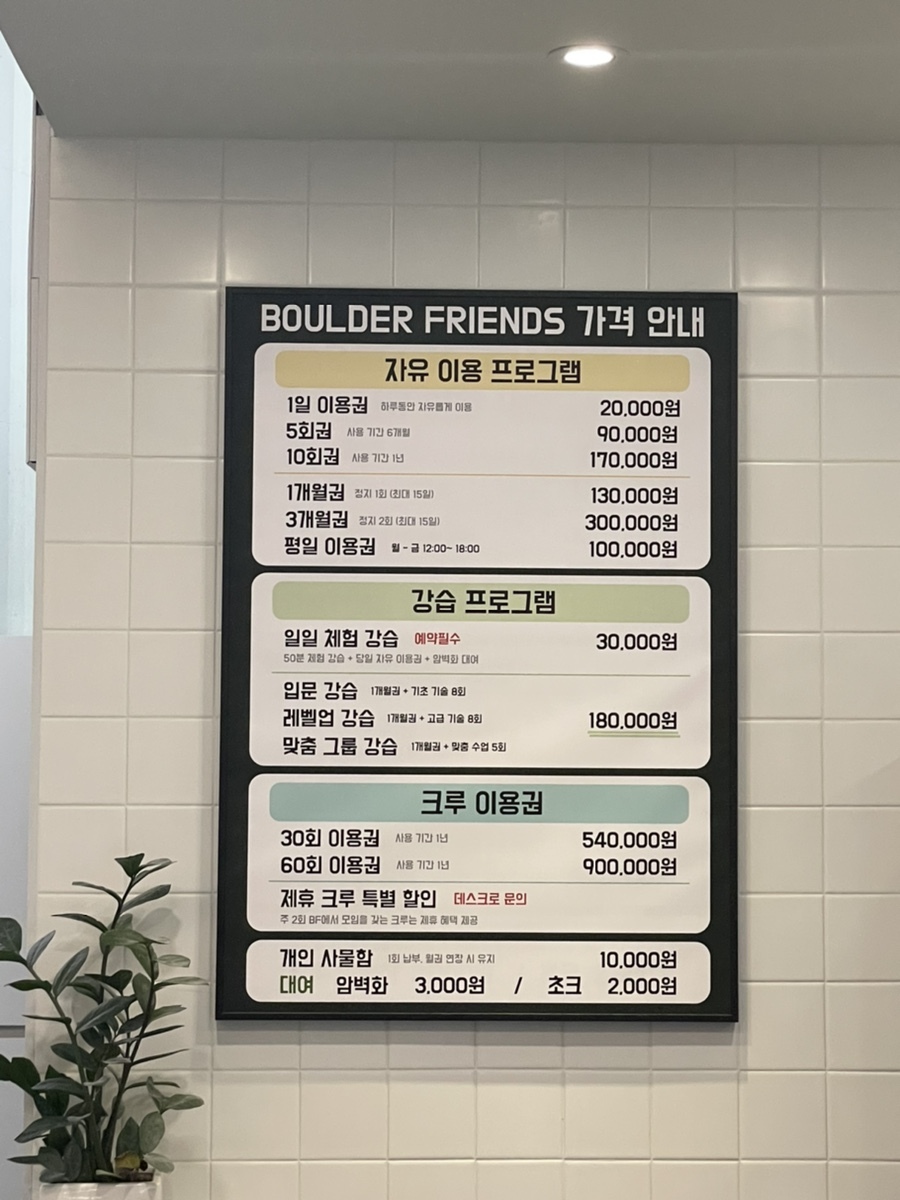 BOULDER FRIENDS 가격 안내
자유 이용 프로그램
1일 이용권 하루동안 자유롭게 이용 20,000원
5회권 사용 기간 6개월 90,000원
10회권 사용 기간 1년 170,000원
1개월권 정지 1회 (최대 15일) 130,000원
3개월권 정지 2회 (최대 15일) 300,000원
평일 이용권 월 - 금 12:00~ 18:00 100,000원
강습 프로그램
일일 체험 강습 예약필수 30,000원
50분 체험 강습 + 당일 자유 이용권 + 암벽화 대여
입문 강습 1개월권 + 기초 기술 8회
레벨업 강습 1개월권 + 고급 기술 8회 180,000원
맞춤 그룹 강습 1개월권 + 맞춤 수업 5회
크루 이용권
30회 이용권 사용 기간 1년 540,000원
60회 이용권 사용 기간 1년 900,000원
제휴 크루 특별 할인 데스크로 문의
주 2회 BF에서 모임을 갖는 크루는 제휴 혜택 제공
개인 사물함 1회 납부, 월권 연장 시 유지 10,000원
대여 암벽화 3,000원 / 초크 2,000원